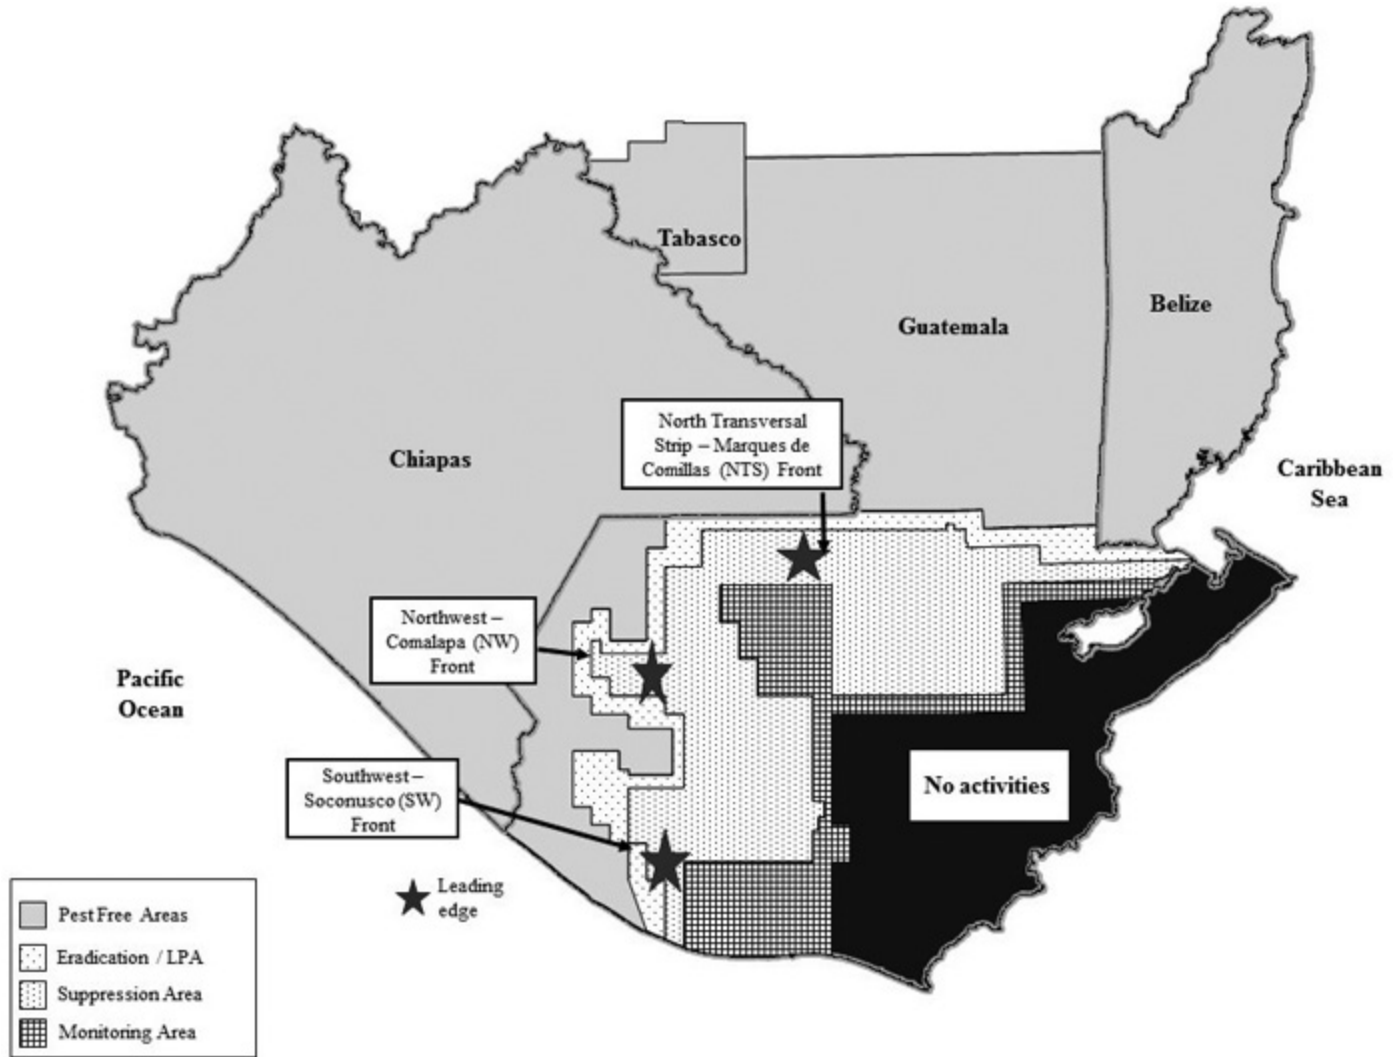 Tabasco
Belize
Guatemala
North Transversal
Strip – Marques de
Comillas (NTS) Front
Chiapas
Caribbean
Sea
Northwest –
Comalapa (NW)
Front
Pacific
Ocean
No activities
Southwest –
Soconusco (SW)
Front
Leading
edge
Pest Free Areas
Eradication / LPA
Suppression Area
Monitoring Area